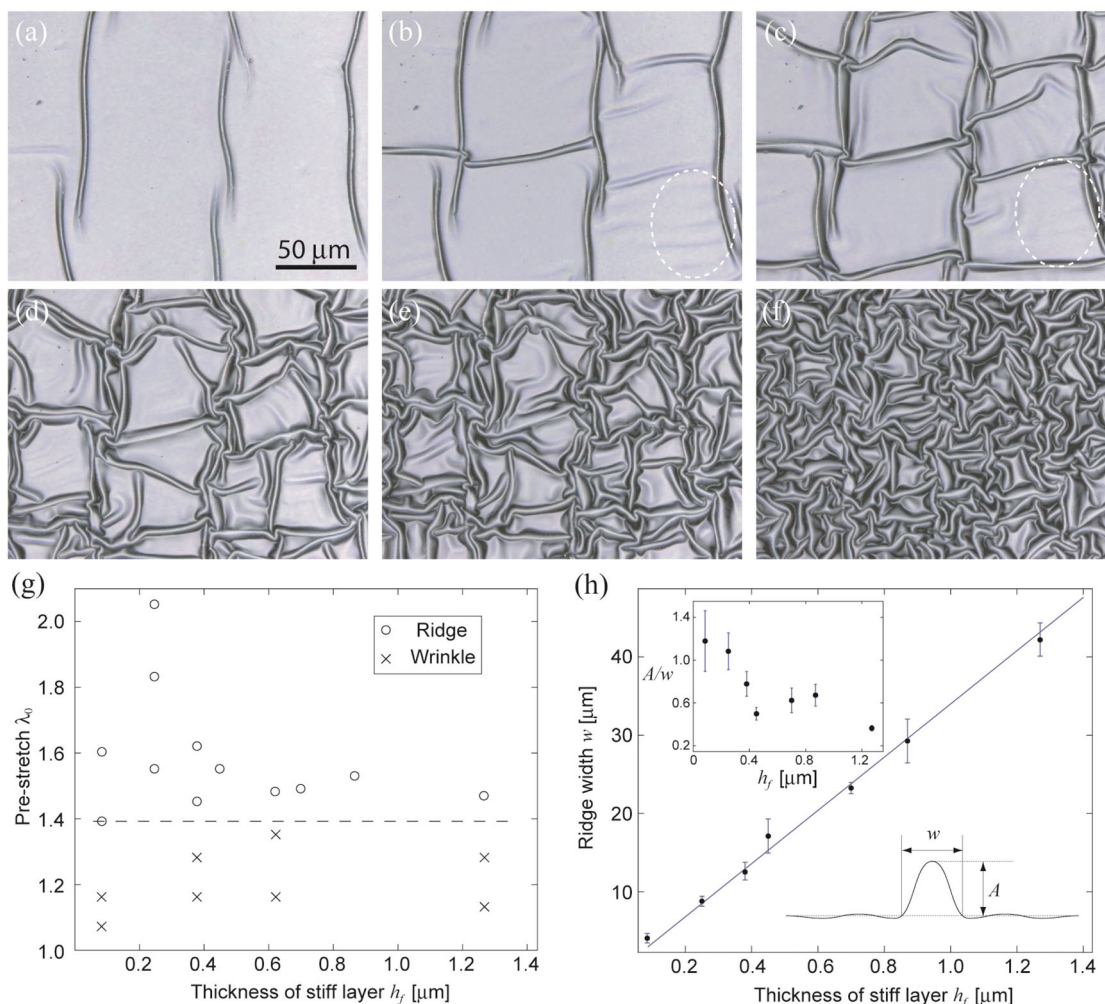 (a)
(b)
(c)
50 μm
(d)
(e)
(f)
(g)
2.0
1.8
1.6
1.4
1.2
1.0
Pre-stretch λ₀
Ridge
Wrinkle
0.2 0.4 0.6 0.8 1.0 1.2 1.4
Thickness of stiff layer h_f [μm]
(h)
40
30
20
10
Ridge width w [μm]
1.4
1.0
0.6
0.2
A/w
0 0.4 0.8 1.2
h_f [μm]
w
A
0.2 0.4 0.6 0.8 1.0 1.2 1.4
Thickness of stiff layer h_f [μm]